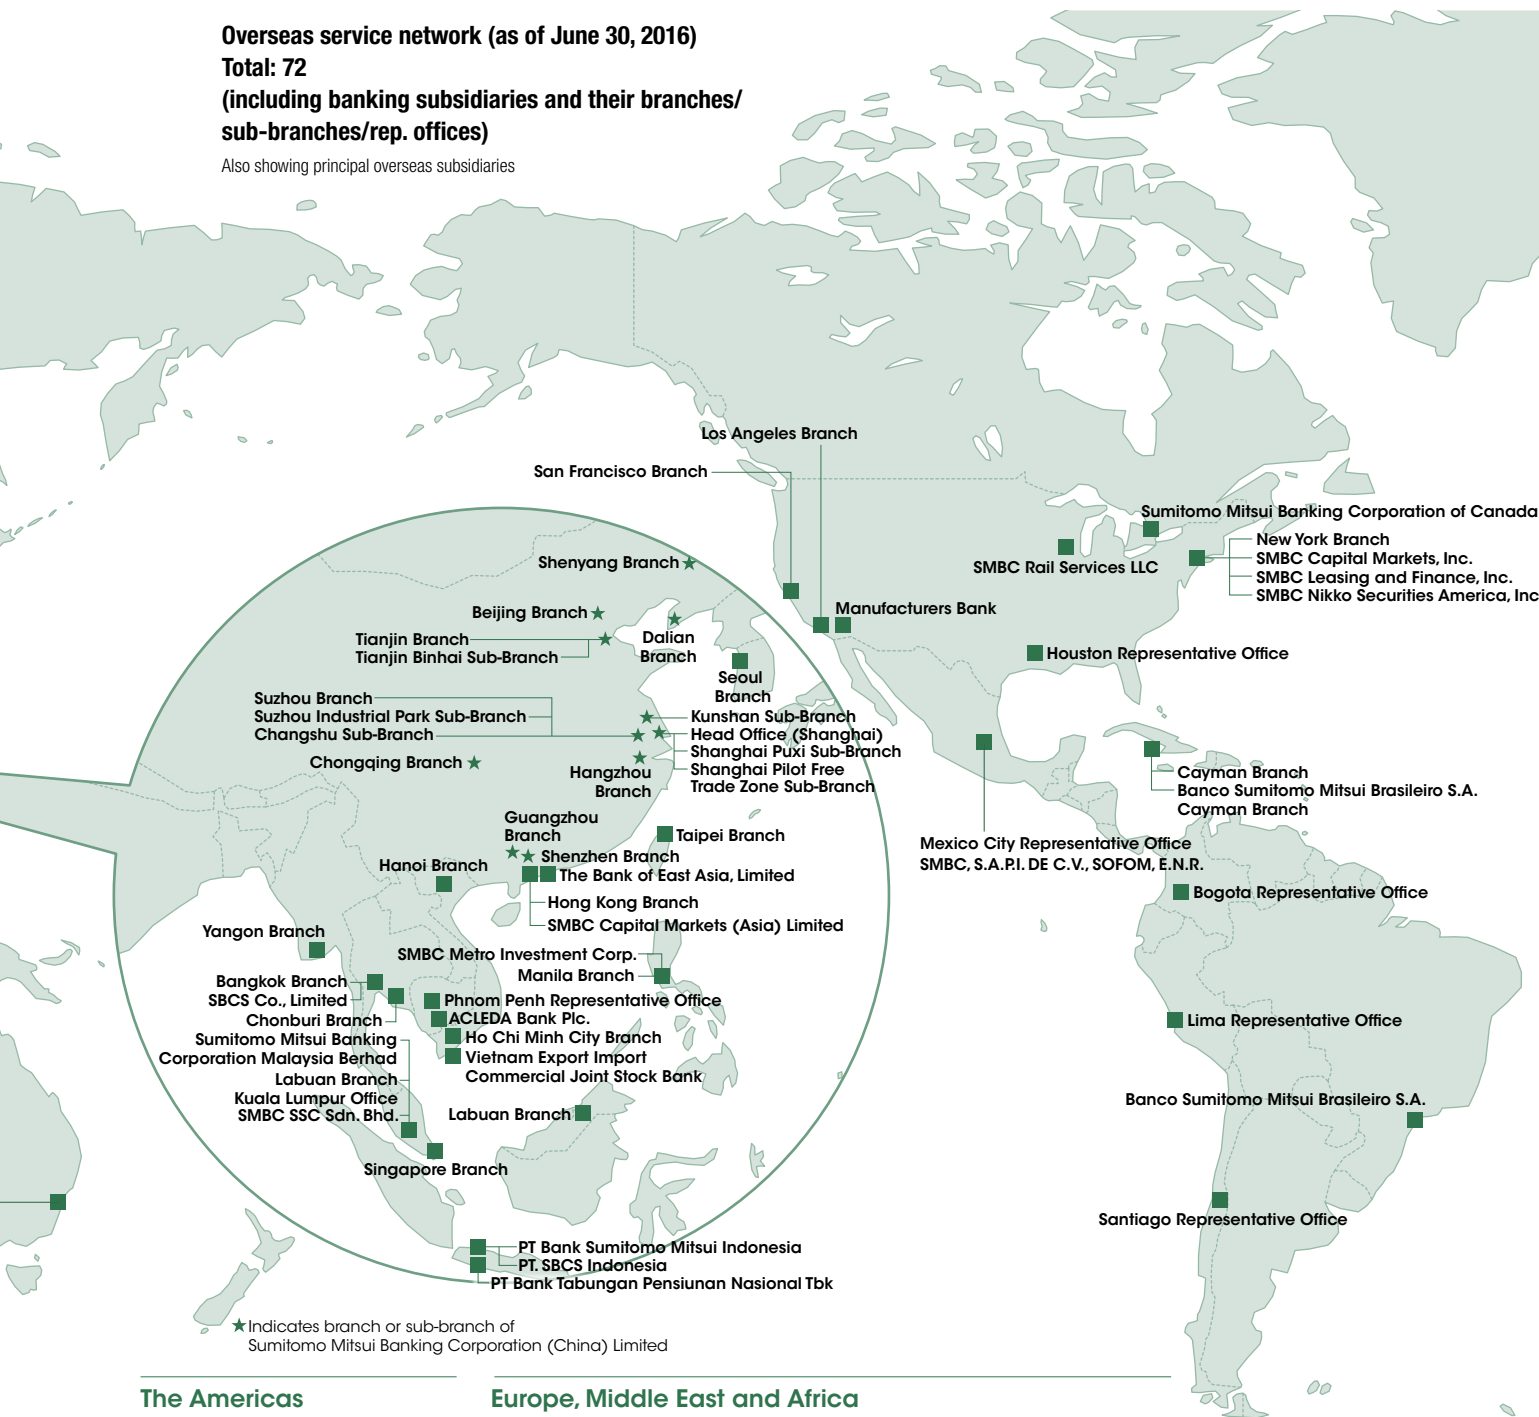 Overseas service network (as of June 30, 2016)
Total: 72
(including banking subsidiaries and their branches/
sub-branches/rep. offices)
Also showing principal overseas subsidiaries
Los Angeles Branch
San Francisco Branch
Sumitomo Mitsui Banking Corporation of Canada
New York Branch
SMBC Capital Markets, Inc.
SMBC Leasing and Finance, Inc.
SMBC Nikko Securities America, Inc
SMBC Rail Services LLC
Manufacturers Bank
Houston Representative Office
Shenyang Branch
Beijing Branch
Tianjin Branch
Tianjin Binhai Sub-Branch
Dalian
Branch
Seoul
Branch
Suzhou Branch
Suzhou Industrial Park Sub-Branch
Changshu Sub-Branch
Kunshan Sub-Branch
Head Office (Shanghai)
Shanghai Puxi Sub-Branch
Shanghai Pilot Free
Trade Zone Sub-Branch
Chongqing Branch
Hangzhou
Branch
Cayman Branch
Banco Sumitomo Mitsui Brasileiro S.A.
Cayman Branch
Guangzhou
Branch
Taipei Branch
Shenzhen Branch
Hanoi Branch
The Bank of East Asia, Limited
Hong Kong Branch
SMBC Capital Markets (Asia) Limited
Mexico City Representative Office
SMBC, S.A.P.I. DE C.V., SOFOM, E.N.R.
Bogota Representative Office
Yangon Branch
SMBC Metro Investment Corp.
Manila Branch
Bangkok Branch
SBCS Co., Limited
Chonburi Branch
Phnom Penh Representative Office
ACLEDA Bank Plc.
Ho Chi Minh City Branch
Vietnam Export Import
Commercial Joint Stock Bank
Sumitomo Mitsui Banking
Corporation Malaysia Berhad
Labuan Branch
Kuala Lumpur Office
SMBC SSC Sdn. Bhd.
Labuan Branch
Singapore Branch
Lima Representative Office
Banco Sumitomo Mitsui Brasileiro S.A.
Santiago Representative Office
PT Bank Sumitomo Mitsui Indonesia
PT. SBCS Indonesia
PT Bank Tabungan Pensiunan Nasional Tbk
★Indicates branch or sub-branch of
Sumitomo Mitsui Banking Corporation (China) Limited
The Americas
Europe, Middle East and Africa